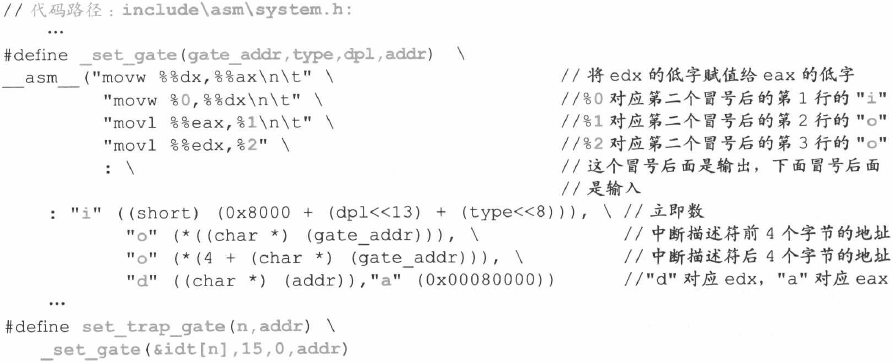 // 代码路径：include\asm\system.h:
...
#define _set_gate(gate_addr,type,dpl,addr) \
__asm__("movw %%dx,%%ax\n\t" \ // 将 edx 的低字赋值给 eax 的低字
"movw %0,%%dx\n\t" \ //%0 对应第二个冒号后的第 1 行的 "i"
"movl %%eax,%1\n\t" \ //%1 对应第二个冒号后的第 2 行的 "o"
"movl %%edx,%2" \ //%2 对应第二个冒号后的第 3 行的 "o"
: \ // 这个冒号后面是输出，下面冒号后面
// 是输入
: "i" ((short) (0x8000 + (dpl<<13) + (type<<8))), \ // 立即数
"o" (*((char *) (gate_addr))), \ // 中断描述符前 4 个字节的地址
"o" (*(4 + (char *) (gate_addr))), \ // 中断描述符后 4 个字节的地址
"d" ((char *) (addr)),"a" (0x00080000)) //"d" 对应 edx, "a" 对应 eax
...
#define set_trap_gate(n,addr) \
_set_gate(&idt[n],15,0,addr)